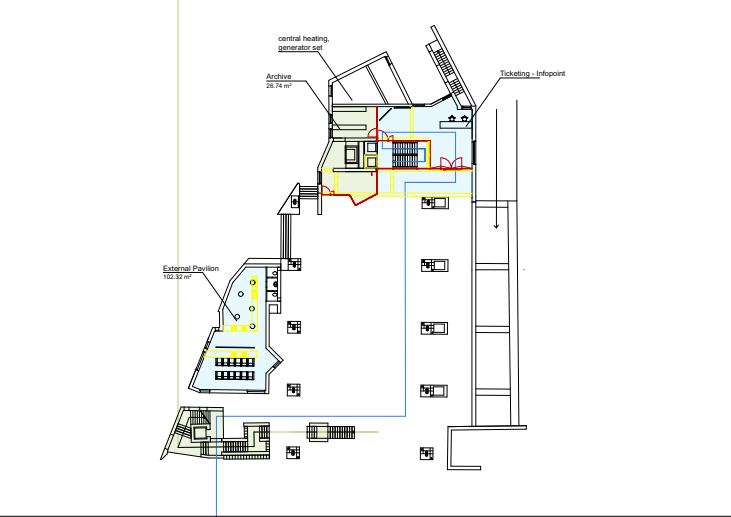 central heating,
generator set
Archive
26.74 m²
Ticketing - Infopoint
External Pavilion
102.32 m²